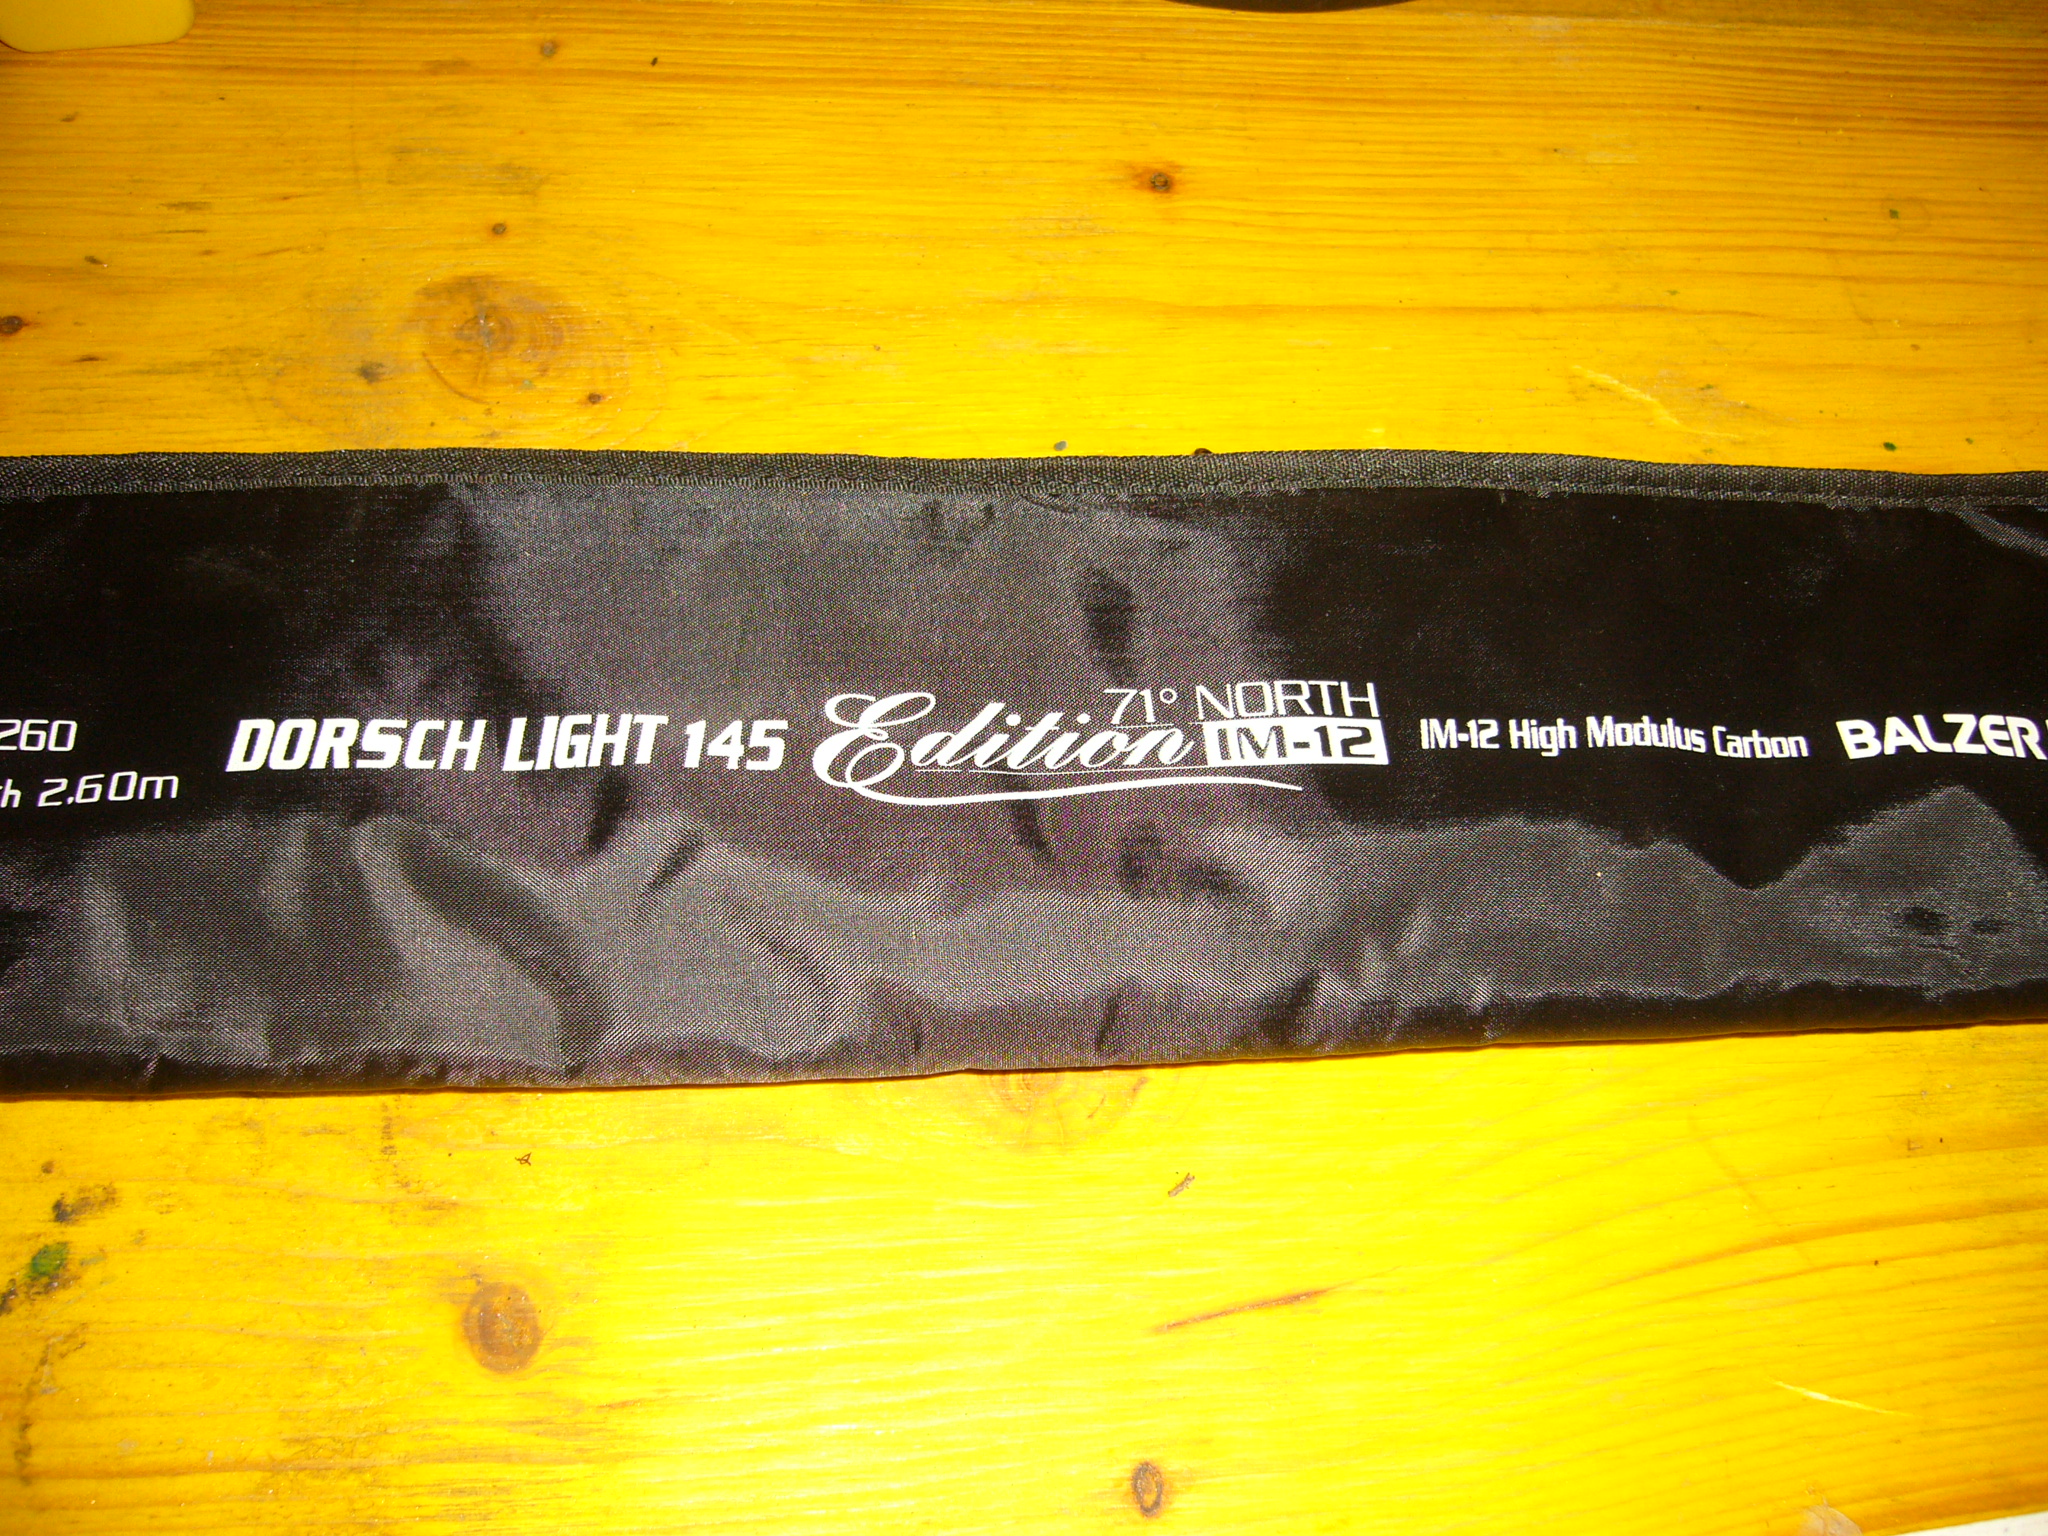 260
2,60m
DORSCH LIGHT 145
Edition
71° NORTH
IM-12
IM-12 High Modulus Carbon
BALZER